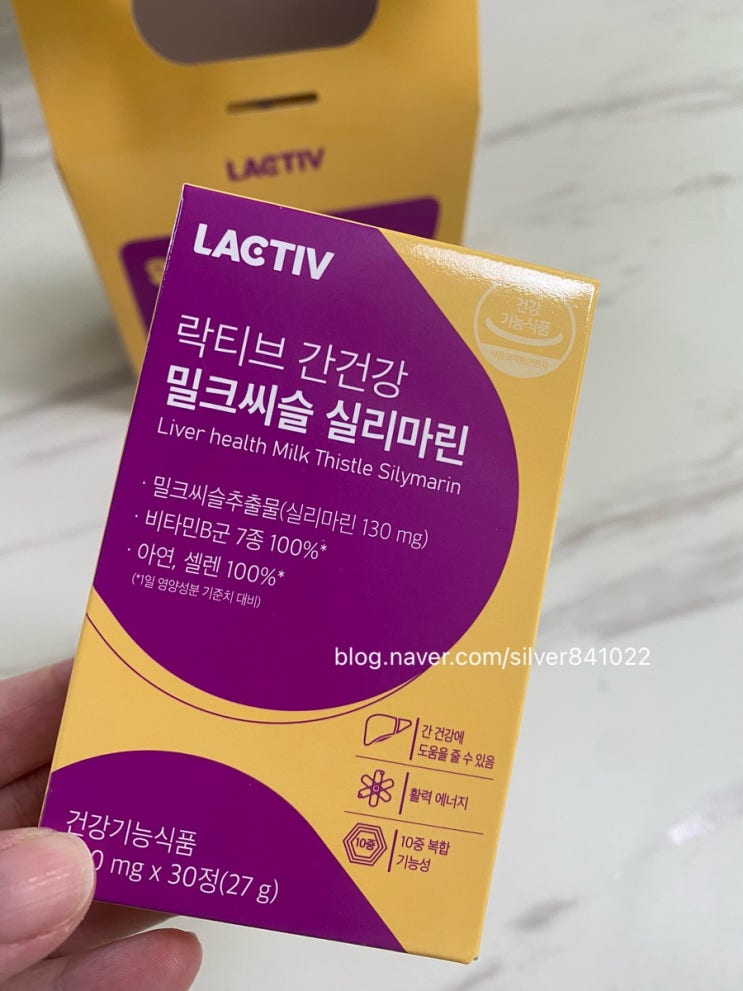 LACTIV
LACTIV
건강
기능식품
락티브 간건강
밀크씨슬 실리마린
Liver health Milk Thistle Silymarin
· 밀크씨슬추출물(실리마린 130 mg)
· 비타민B군 7종 100%*
· 아연, 셀렌 100%*
(*1일 영양성분 기준치 대비)
blog.naver.com/silver841022
간 건강에
도움을 줄 수 있음
활력 에너지
10중
10중 복합
기능성
건강기능식품
0 mg x 30정(27 g)